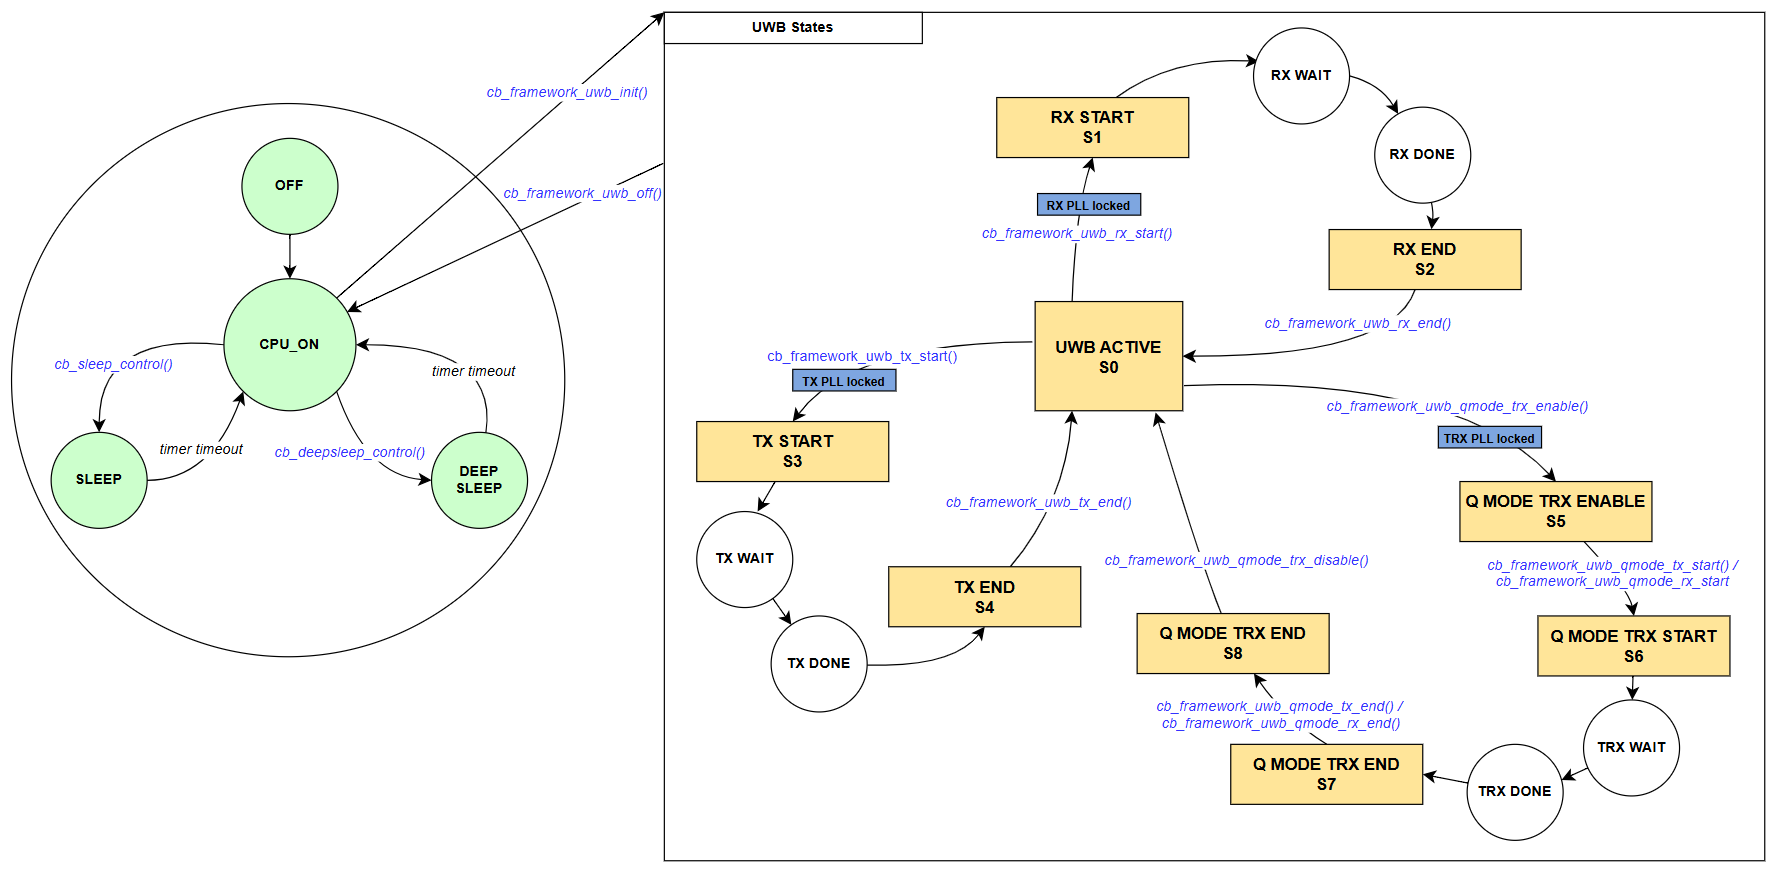 UWB States
cb_framework_uwb_init()
cb_framework_uwb_off()
OFF
CPU_ON
cb_sleep_control()
timer timeout
timer timeout
cb_deepsleep_control()
SLEEP
DEEP
SLEEP
RX WAIT
RX START
S1
RX DONE
RX PLL locked
cb_framework_uwb_rx_start()
RX END
S2
cb_framework_uwb_rx_end()
UWB ACTIVE
S0
cb_framework_uwb_tx_start()
TX PLL locked
TX START
S3
TX WAIT
TX DONE
TX END
S4
cb_framework_uwb_tx_end()
cb_framework_uwb_qmode_trx_enable()
TRX PLL locked
Q MODE TRX ENABLE
S5
cb_framework_uwb_qmode_tx_start() /
cb_framework_uwb_qmode_rx_start
Q MODE TRX START
S6
TRX WAIT
TRX DONE
Q MODE TRX END
S7
cb_framework_uwb_qmode_tx_end() /
cb_framework_uwb_qmode_rx_end()
Q MODE TRX END
S8
cb_framework_uwb_qmode_trx_disable()